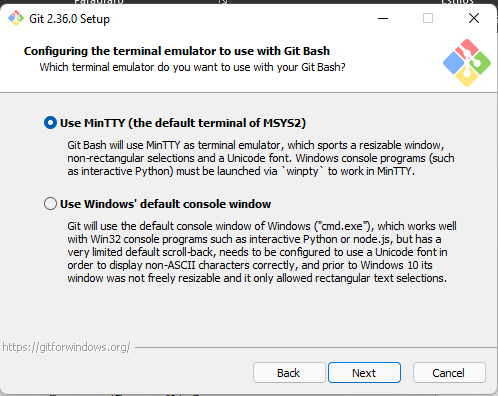 Git 2.36.0 Setup
Configuring the terminal emulator to use with Git Bash
Which terminal emulator do you want to use with your Git Bash?
Use MinTTY (the default terminal of MSYS2)
Git Bash will use MinTTY as terminal emulator, which sports a resizable window,
non-rectangular selections and a Unicode font. Windows console programs (such
as interactive Python) must be launched via `winpty` to work in MinTTY.
Use Windows' default console window
Git will use the default console window of Windows ("cmd.exe"), which works well
with Win32 console programs such as interactive Python or node.js, but has a
very limited default scroll-back, needs to be configured to use a Unicode font in
order to display non-ASCII characters correctly, and prior to Windows 10 its
window was not freely resizable and it only allowed rectangular text selections.
https://gitforwindows.org/
Back
Next
Cancel